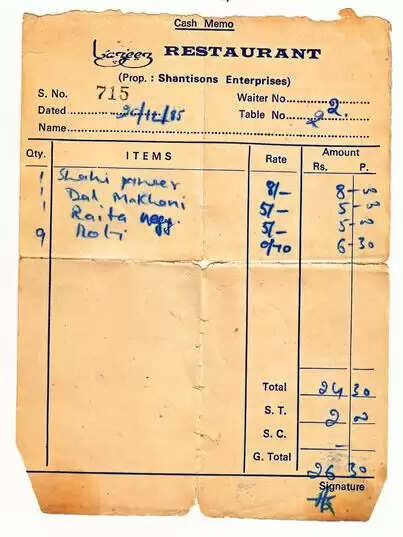 Cash Memo
Lazeez RESTAURANT
(Prop. : Shantisons Enterprises)
S. No. 715 Waiter No. 2.
Dated 20/12/85 Table No. 2
Name
Qty. ITEMS Rate Amount
Rs. P.
1 Shahi paneer 8/- 8-00
1 Dal Makhani 5/- 5-00
1 Raita 5/- 5-00
9 Roti 0/70 6-30
Total 24 30
S. T. 2 00
S. C. -
G. Total 26 30
Signature